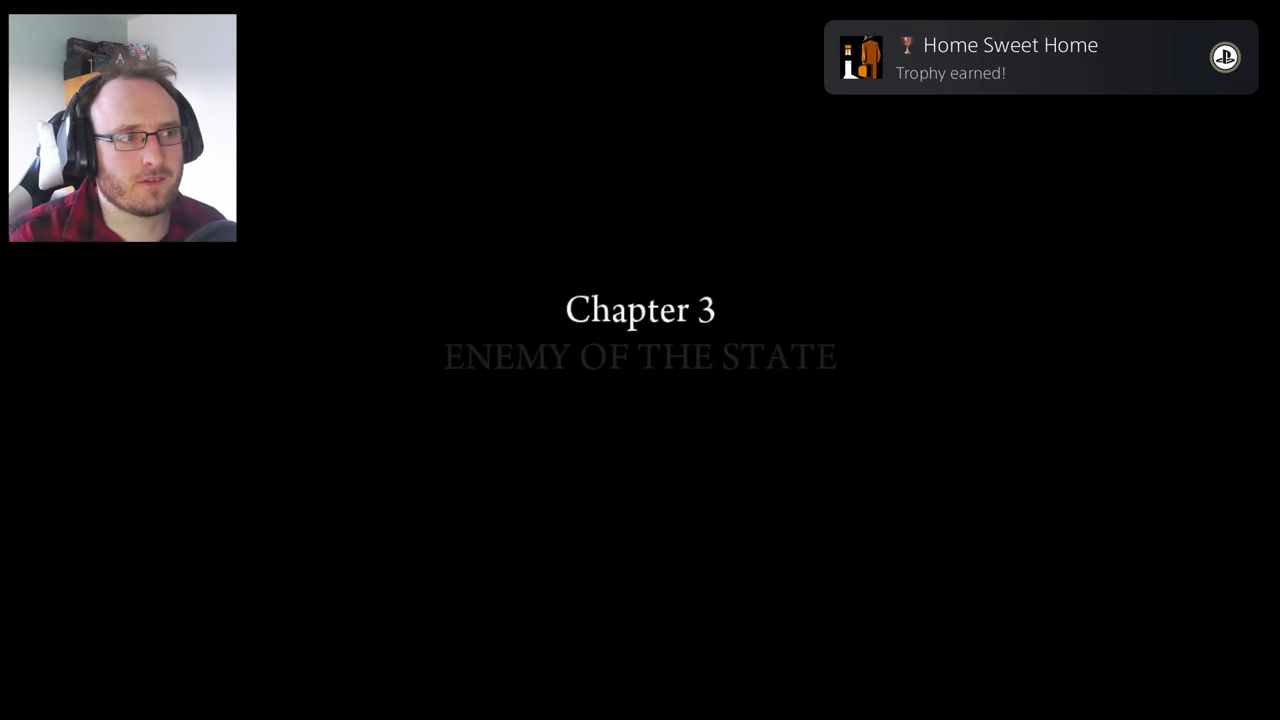 Home Sweet Home
Trophy earned!
Chapter 3
ENEMY OF THE STATE